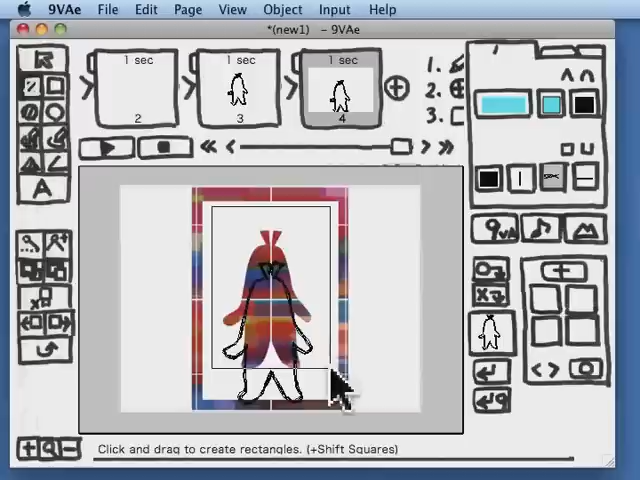 9VAe File Edit Page View Object Input Help
*(new1) - 9VAe
1 sec 1 sec 1 sec
1.
2.
3.
2 3 4
A
9VA
Click and drag to create rectangles. (+Shift Squares)